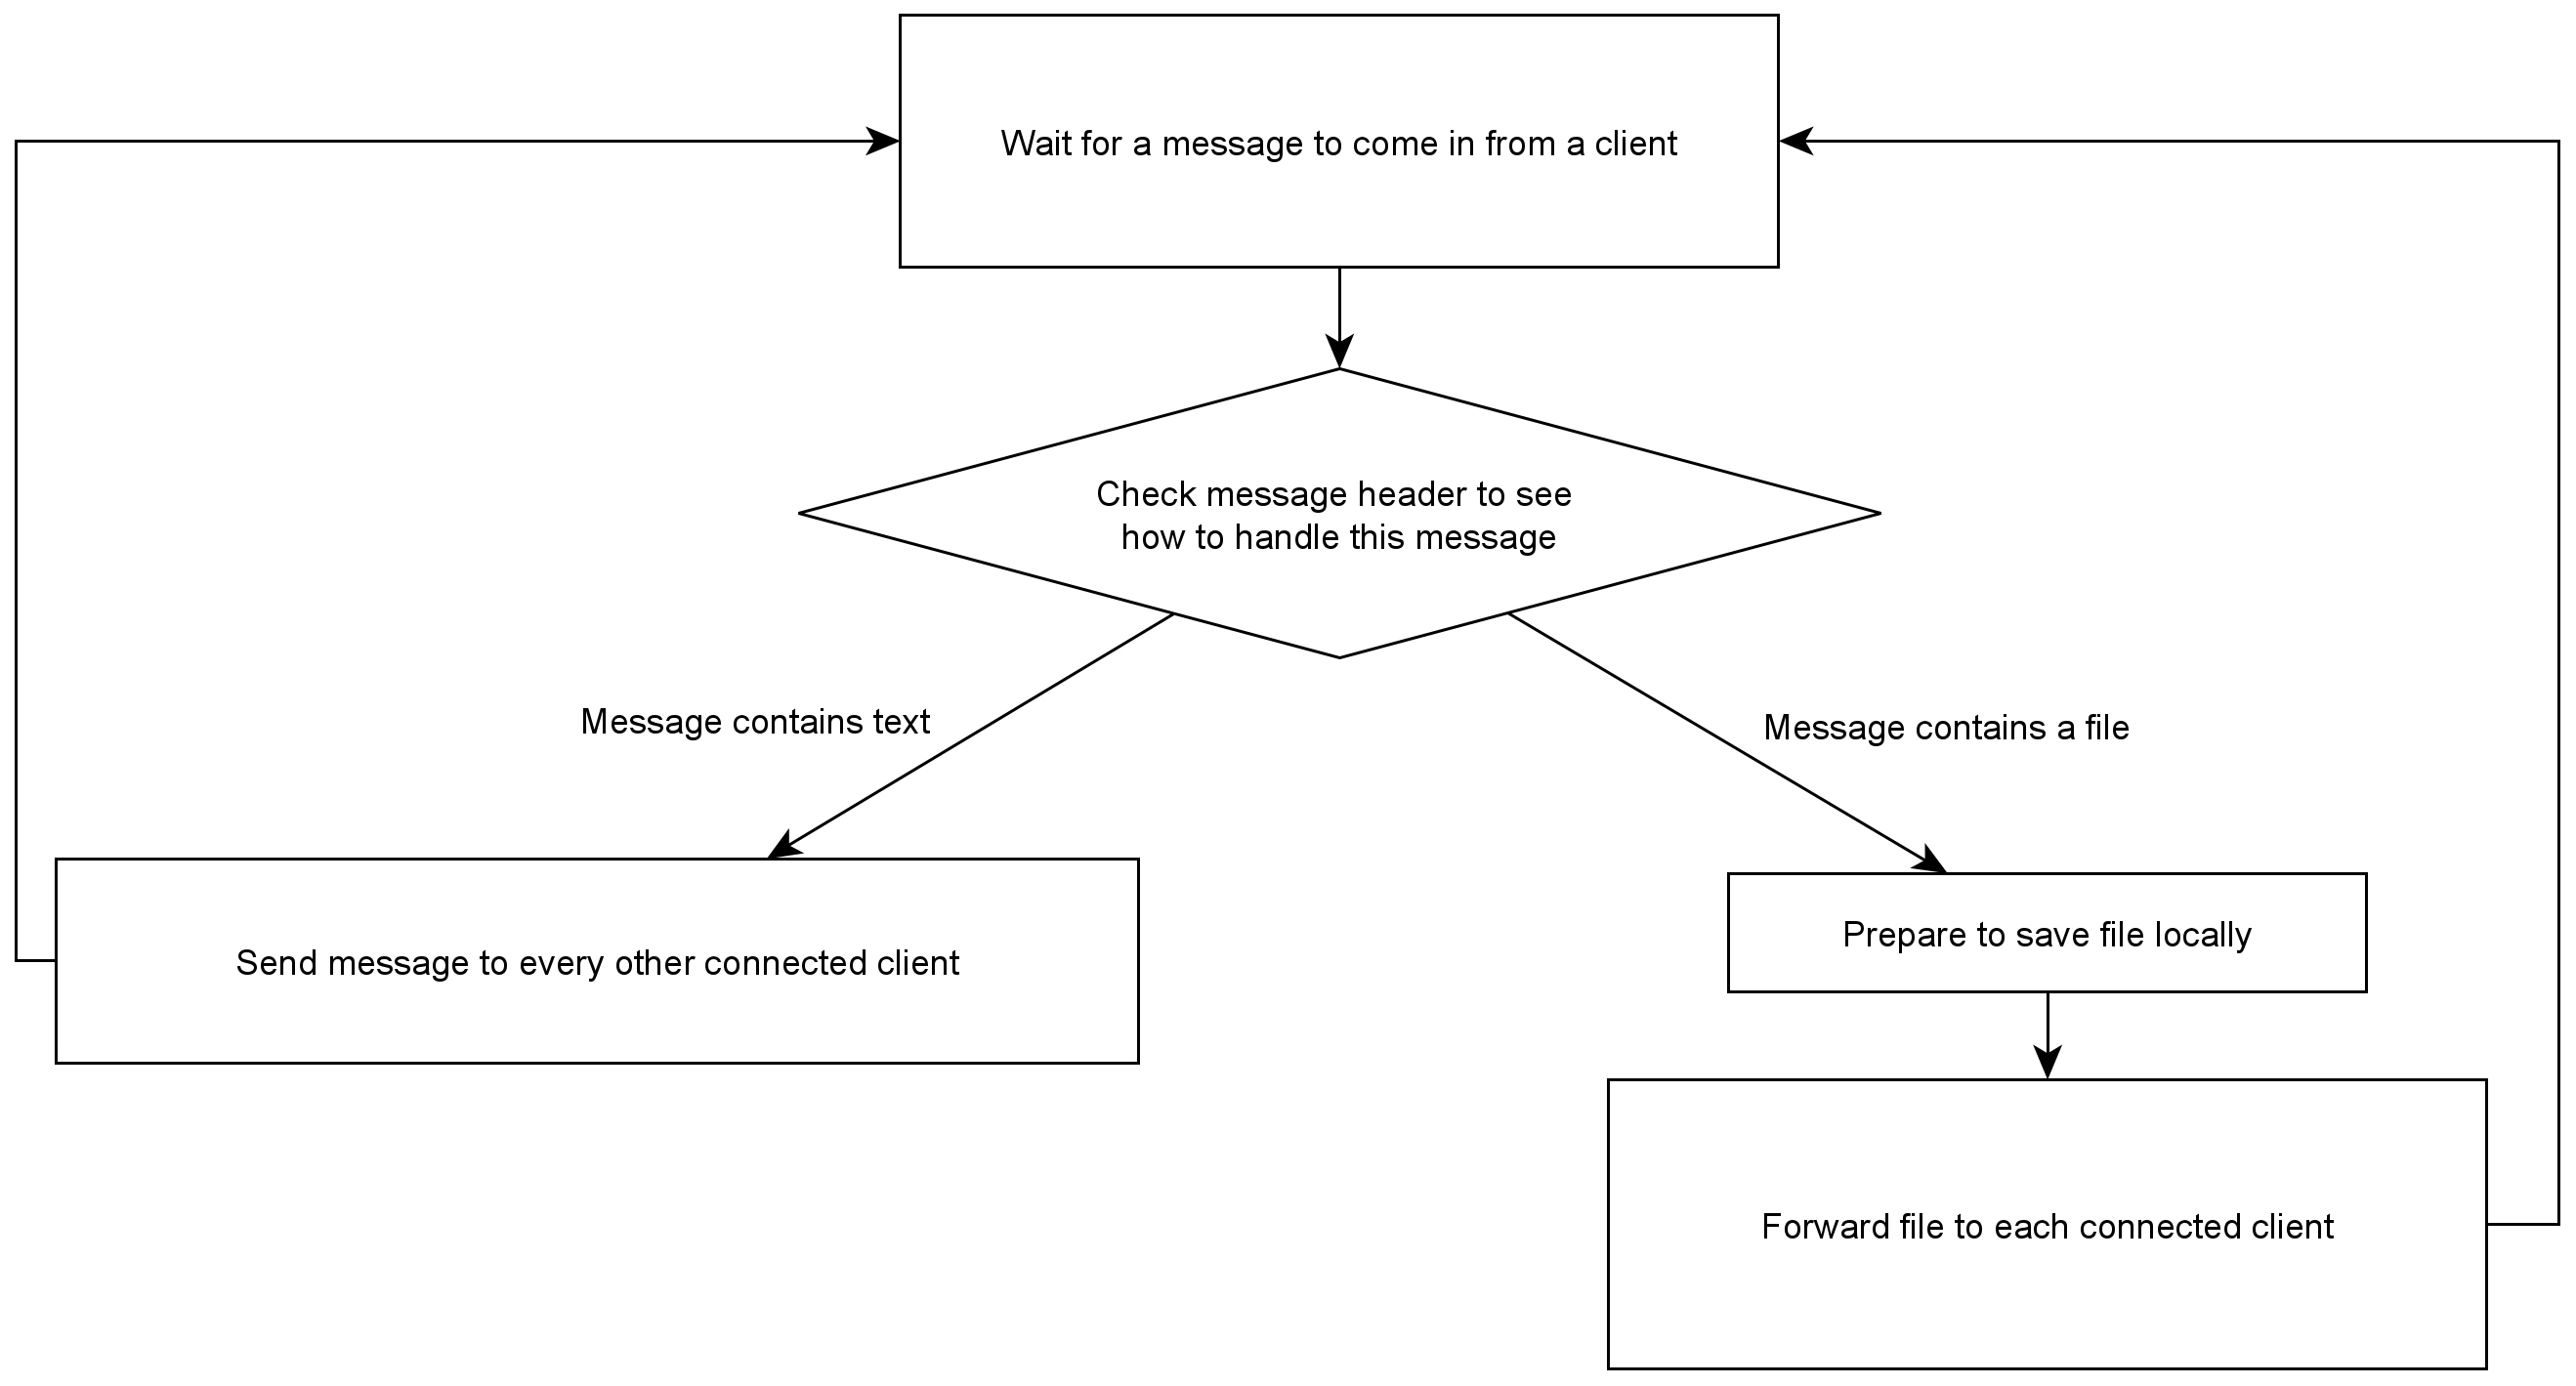 Wait for a message to come in from a client
Check message header to see
how to handle this message
Message contains text
Message contains a file
Send message to every other connected client
Prepare to save file locally
Forward file to each connected client